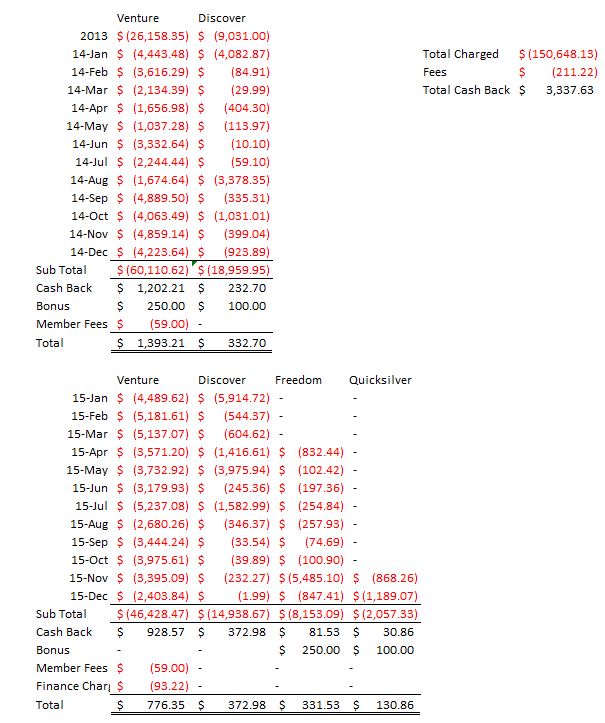 Venture Discover
2013 $ (26,158.35) $ (9,031.00)
14-Jan $ (4,443.48) $ (4,082.87) Total Charged $ (150,648.13)
14-Feb $ (3,616.29) $ (84.91) Fees $ (211.22)
14-Mar $ (2,134.39) $ (29.99) Total Cash Back $ 3,337.63
14-Apr $ (1,656.98) $ (404.30)
14-May $ (1,037.28) $ (113.97)
14-Jun $ (3,332.64) $ (10.10)
14-Jul $ (2,244.44) $ (59.10)
14-Aug $ (1,674.64) $ (3,378.35)
14-Sep $ (4,889.50) $ (335.31)
14-Oct $ (4,063.49) $ (1,031.01)
14-Nov $ (4,859.14) $ (399.04)
14-Dec $ (4,223.64) $ (923.89)
Sub Total $ (60,110.62) $ (18,959.95)
Cash Back $ 1,202.21 $ 232.70
Bonus $ 250.00 $ 100.00
Member Fees $ (59.00) -
Total $ 1,393.21 $ 332.70
Venture Discover Freedom Quicksilver
15-Jan $ (4,489.62) $ (5,914.72) - -
15-Feb $ (5,181.61) $ (544.37) - -
15-Mar $ (5,137.07) $ (604.62) - -
15-Apr $ (3,571.20) $ (1,416.61) $ (832.44) -
15-May $ (3,732.92) $ (3,975.94) $ (102.42) -
15-Jun $ (3,179.93) $ (245.36) $ (197.36) -
15-Jul $ (5,237.08) $ (1,582.99) $ (254.84) -
15-Aug $ (2,680.26) $ (346.37) $ (257.93) -
15-Sep $ (3,444.24) $ (33.54) $ (74.69) -
15-Oct $ (3,975.61) $ (39.89) $ (100.90) -
15-Nov $ (3,395.09) $ (232.27) $ (5,485.10) $ (868.26)
15-Dec $ (2,403.84) $ (1.99) $ (847.41) $ (1,189.07)
Sub Total $ (46,428.47) $ (14,938.67) $ (8,153.09) $ (2,057.33)
Cash Back $ 928.57 $ 372.98 $ 81.53 $ 30.86
Bonus - - $ 250.00 $ 100.00
Member Fees $ (59.00) - - -
Finance Charg $ (93.22) - - -
Total $ 776.35 $ 372.98 $ 331.53 $ 130.86